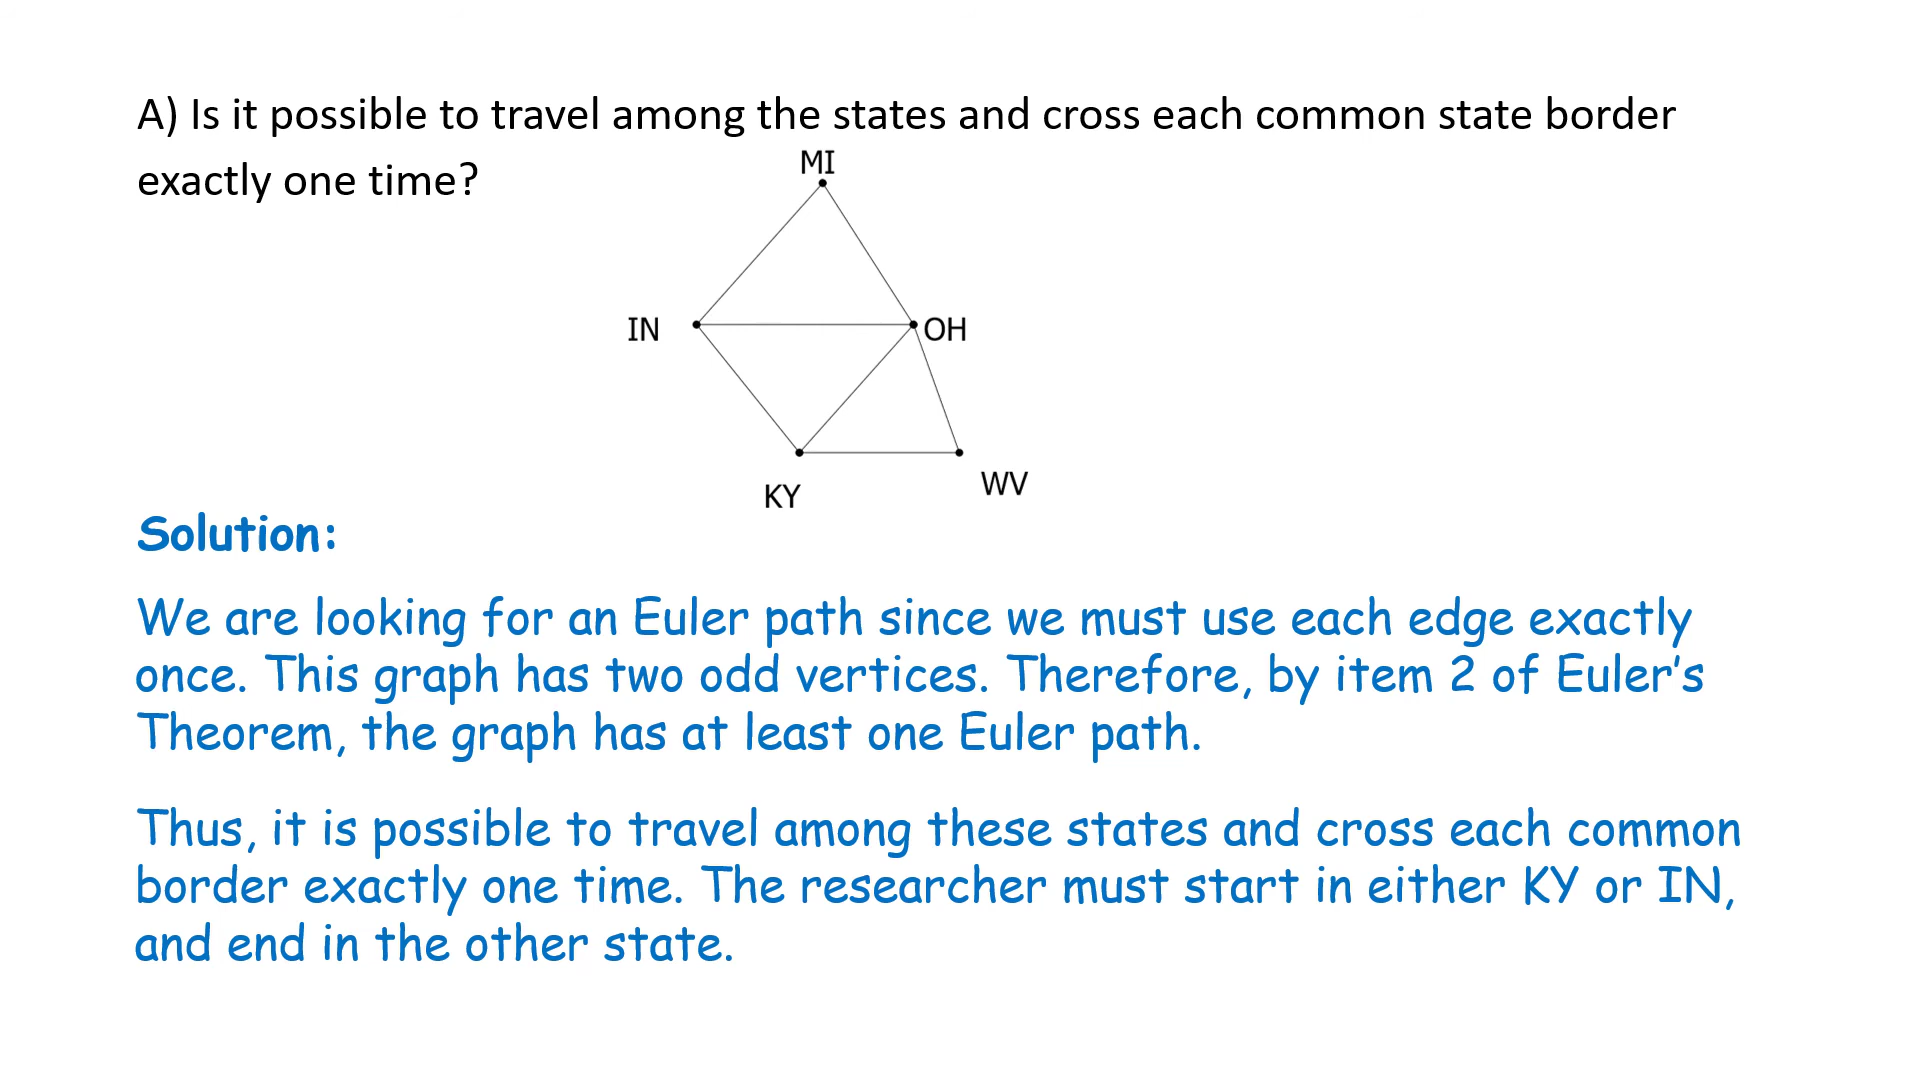 A) Is it possible to travel among the states and cross each common state border
exactly one time?
MI
IN
OH
KY
WV
Solution:
We are looking for an Euler path since we must use each edge exactly
once. This graph has two odd vertices. Therefore, by item 2 of Euler’s
Theorem, the graph has at least one Euler path.
Thus, it is possible to travel among these states and cross each common
border exactly one time. The researcher must start in either KY or IN,
and end in the other state.